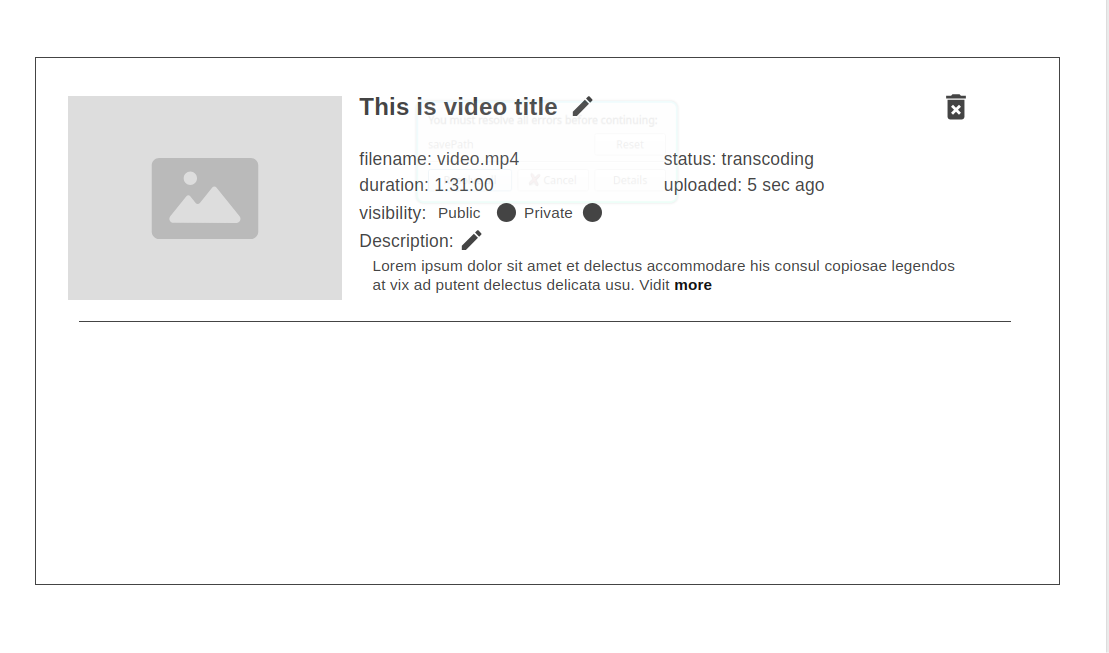 This is video title
You must resolve all errors before continuing:
savePath
Reset
filename: video.mp4
status: transcoding
Cancel
Details
duration: 1:31:00
uploaded: 5 sec ago
visibility: Public Private
Description:
Lorem ipsum dolor sit amet et delectus accommodare his consul copiosae legendos
at vix ad putent delectus delicata usu. Vidit more